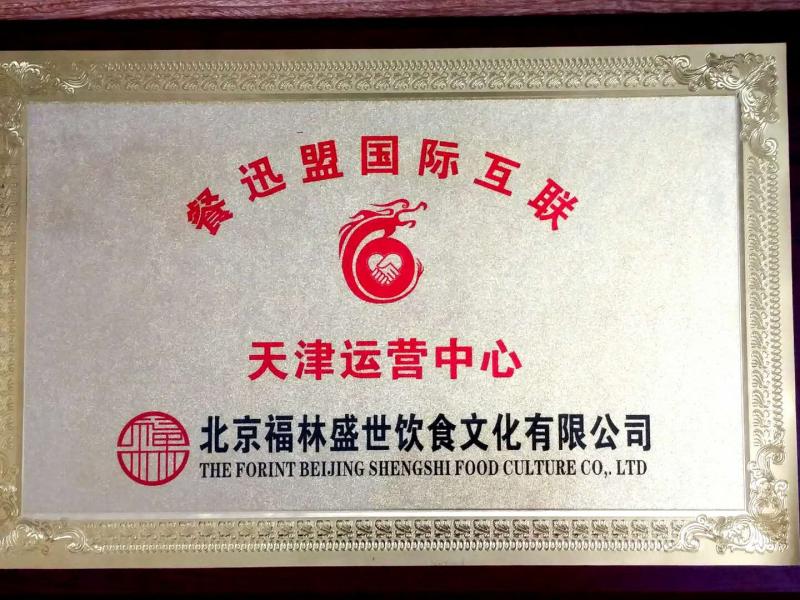 餐迅盟国际互联
天津运营中心
北京福林盛世饮食文化有限公司
THE FORINT BEIJING SHENGSHI FOOD CULTURE CO,. LTD